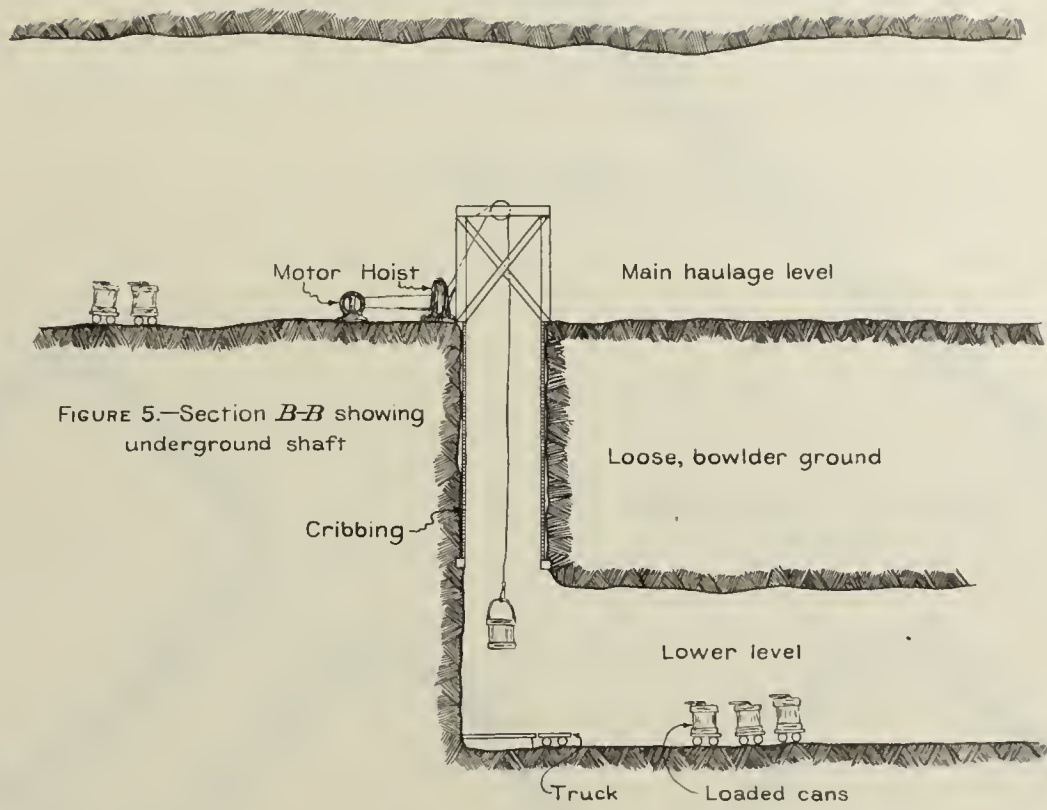 Motor Hoist
Main haulage level
FIGURE 5.—Section B-B showing
underground shaft
Loose, bowlder ground
Cribbing
Lower level
Truck
Loaded cans